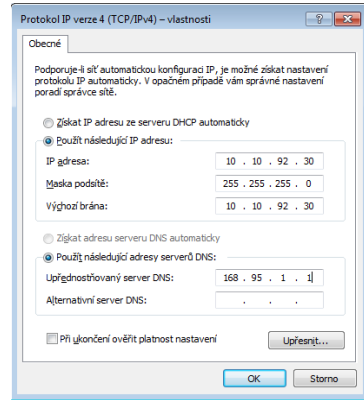 Protokol IP verze 4 (TCP/IPv4) – vlastnosti
Obecné
Podporuje-li síť automatickou konfiguraci IP, je možné získat nastavení
protokolu IP automaticky. V opačném případě vám správné nastavení
poradí správce sítě.
Získat IP adresu ze serveru DHCP automaticky
Použít následující IP adresu:
IP adresa: 10 . 10 . 92 . 30
Maska podsítě: 255 . 255 . 255 . 0
Výchozí brána: 10 . 10 . 92 . 30
Získat adresu serveru DNS automaticky
Použít následující adresy serverů DNS:
Upřednostňovaný server DNS: 168 . 95 . 1 . 1
Alternativní server DNS: . . .
Při ukončení ověřit platnost nastavení
Upřesnit...
OK Storno